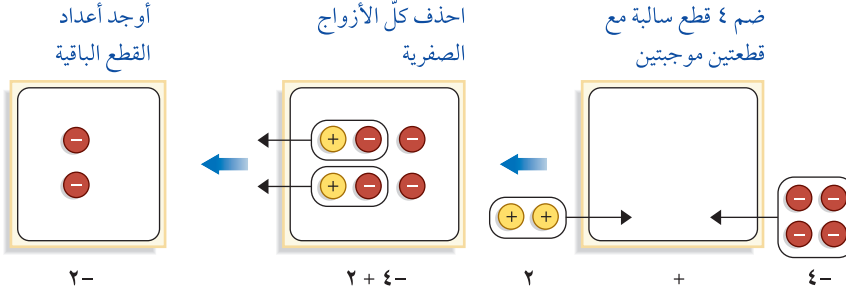 ضم ٤ قطع سالبة مع
قطعتين موجبتين
احذف كلّ الأزواج
الصفرية
أوجد أعداد
القطع الباقية
+ − −
+ − −
−
−
+ +
− −
− −
−٤ + ٢
−٤ + ٢
−٢